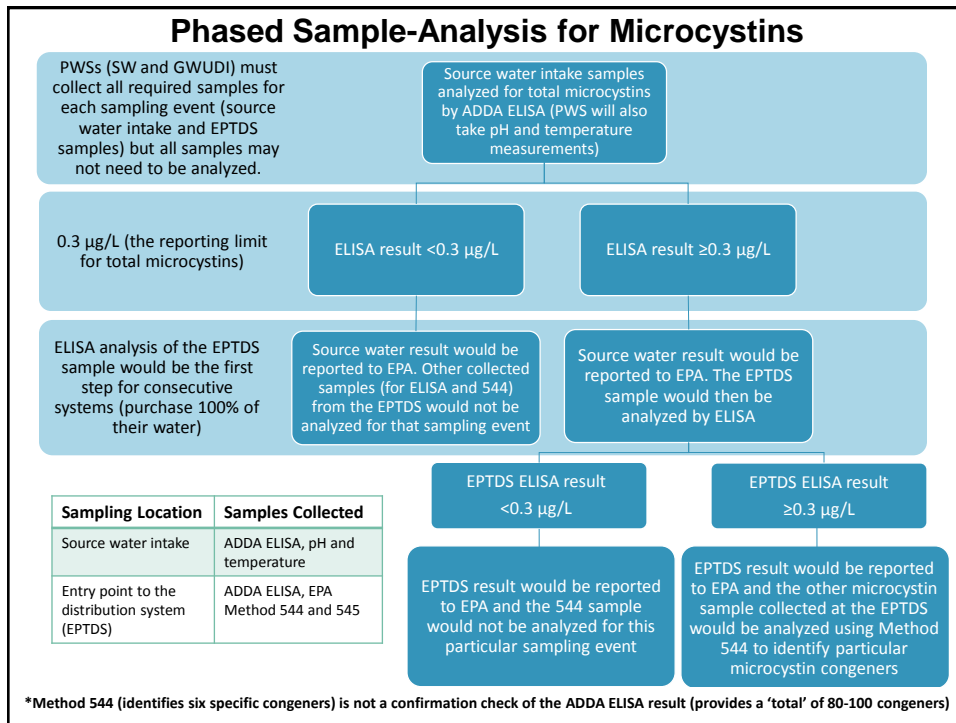 Phased Sample-Analysis for Microcystins
PWSs (SW and GWUDI) must
collect all required samples for
each sampling event (source
water intake and EPTDS
samples) but all samples may
not need to be analyzed.
Source water intake samples
analyzed for total microcystins
by ADDA ELISA (PWS will also
take pH and temperature
measurements)
0.3 µg/L (the reporting limit
for total microcystins)
ELISA result <0.3 µg/L
ELISA result ≥0.3 µg/L
ELISA analysis of the EPTDS
sample would be the first
step for consecutive
systems (purchase 100% of
their water)
Source water result would be
reported to EPA. Other collected
samples (for ELISA and 544)
from the EPTDS would not be
analyzed for that sampling event
Source water result would be
reported to EPA. The EPTDS
sample would then be
analyzed by ELISA
EPTDS ELISA result
<0.3 µg/L
EPTDS ELISA result
≥0.3 µg/L
EPTDS result would be reported
to EPA and the 544 sample
would not be analyzed for this
particular sampling event
EPTDS result would be reported
to EPA and the other microcystin
sample collected at the EPTDS
would be analyzed using Method
544 to identify particular
microcystin congeners
Sampling Location Samples Collected
Source water intake ADDA ELISA, pH and
temperature
Entry point to the ADDA ELISA, EPA
distribution system Method 544 and 545
(EPTDS)
*Method 544 (identifies six specific congeners) is not a confirmation check of the ADDA ELISA result (provides a ‘total’ of 80-100 congeners)